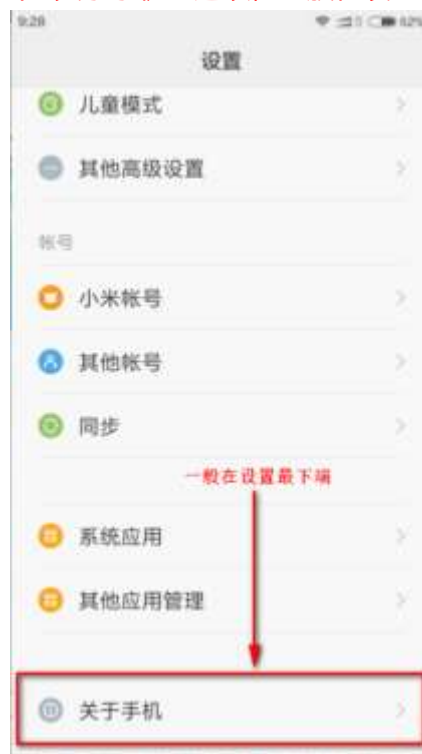 9:28
82%
设置
儿童模式
其他高级设置
帐号
小米帐号
其他帐号
同步
一般在设置最下端
系统应用
其他应用管理
关于手机